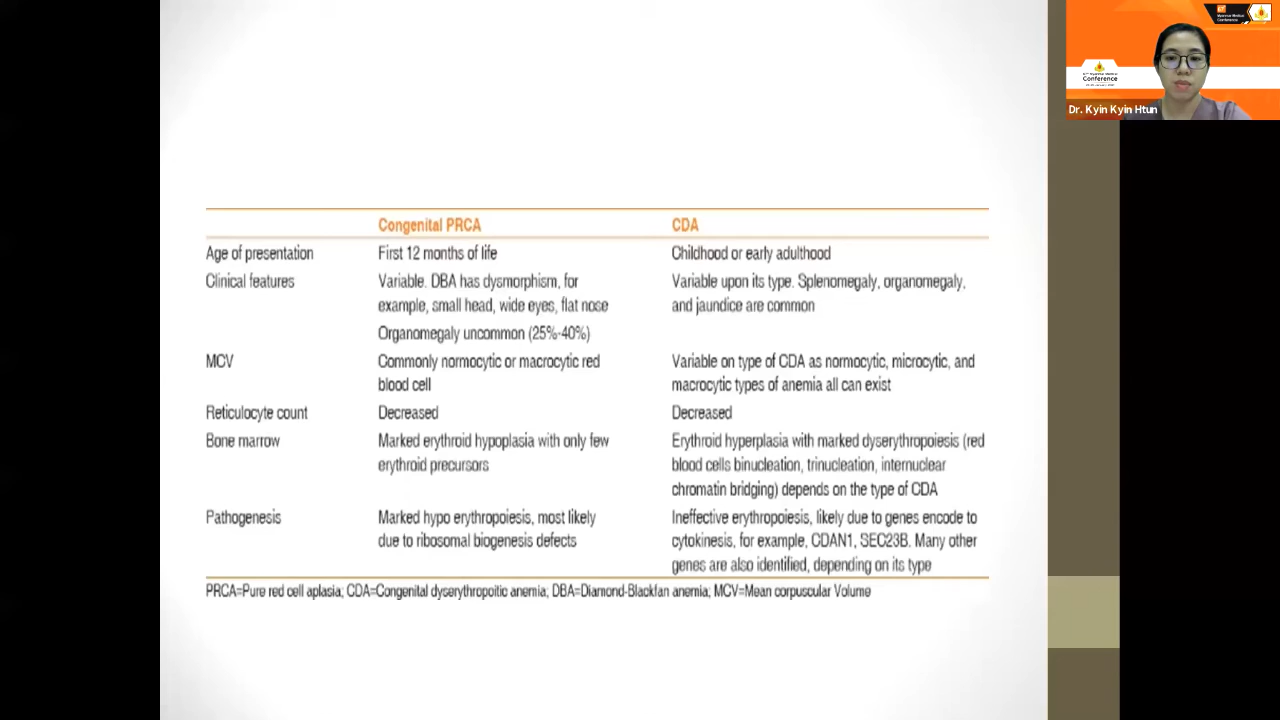 Myanmar Medical
Conference
Conference
Dr. Kyin Kyin Htun
Congenital PRCA CDA
Age of presentation First 12 months of life Childhood or early adulthood
Clinical features Variable. DBA has dysmorphism, for Variable upon its type. Splenomegaly, organomegaly,
example, small head, wide eyes, flat nose and jaundice are common
Organomegaly uncommon (25%-40%)
MCV Commonly normocytic or macrocytic red Variable on type of CDA as normocytic, microcytic, and
blood cell macrocytic types of anemia all can exist
Reticulocyte count Decreased Decreased
Bone marrow Marked erythroid hypoplasia with only few Erythroid hyperplasia with marked dyserythropoiesis (red
erythroid precursors blood cells binucleation, trinucleation, internuclear
chromatin bridging) depends on the type of CDA
Pathogenesis Marked hypo erythropoiesis, most likely Ineffective erythropoiesis, likely due to genes encode to
due to ribosomal biogenesis defects cytokinesis, for example, CDAN1, SEC23B. Many other
genes are also identified, depending on its type
PRCA=Pure red cell aplasia; CDA=Congenital dyserythropoitic anemia; DBA=Diamond-Blackfan anemia; MCV=Mean corpuscular Volume